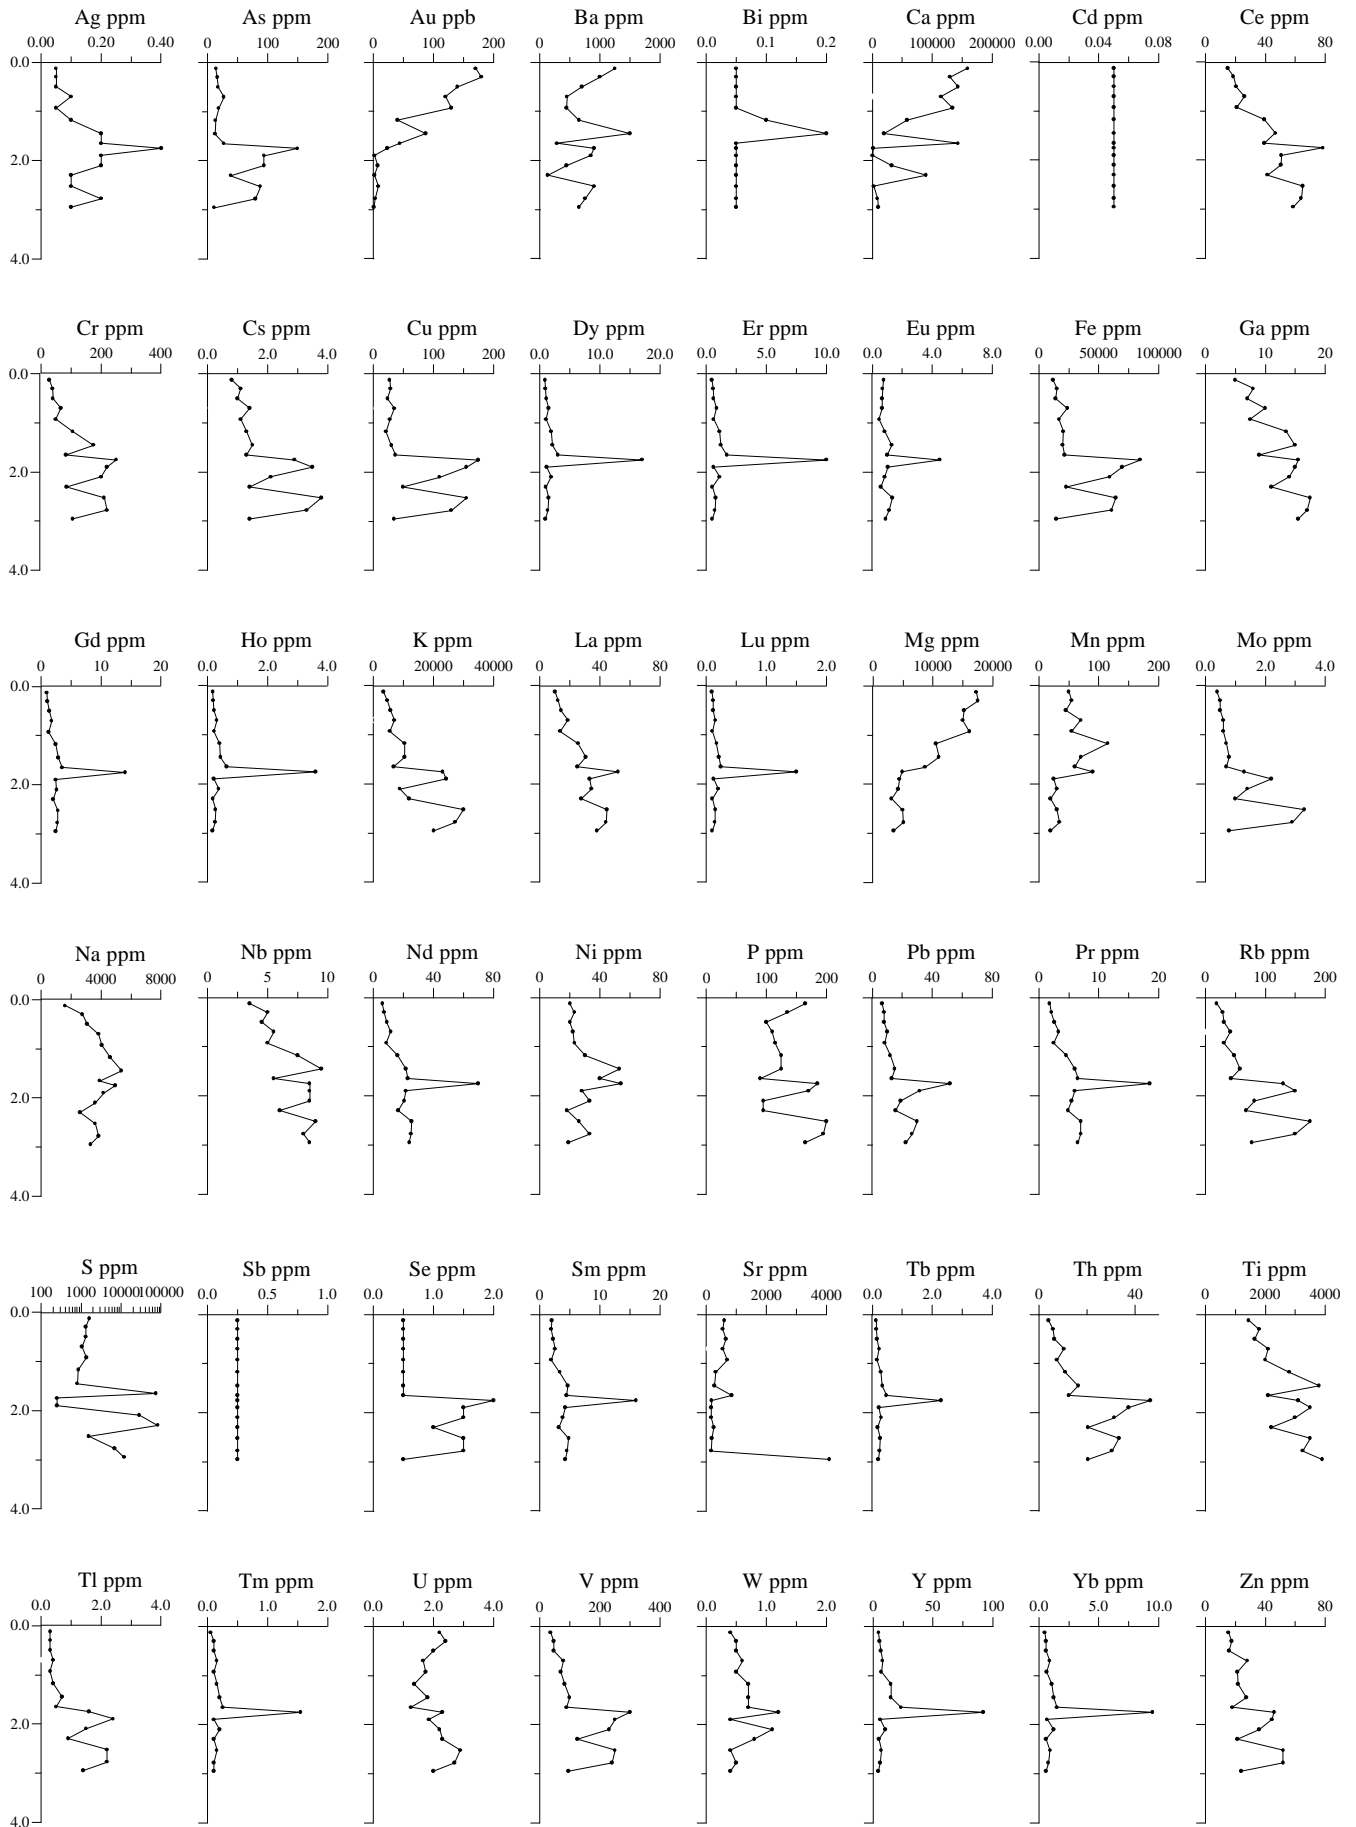 Ag ppm As ppm Au ppb Ba ppm Bi ppm Ca ppm Cd ppm Ce ppm
0.00 0.20 0.40 0 100 200 0 100 200 0 1000 2000 0.0 0.1 0.2 0 100000 200000 0.00 0.04 0.08 0 40 80
0.0
2.0
4.0
Cr ppm Cs ppm Cu ppm Dy ppm Er ppm Eu ppm Fe ppm Ga ppm
0 200 400 0.0 2.0 4.0 0 100 200 0.0 10.0 20.0 0.0 5.0 10.0 0.0 4.0 8.0 0 50000 100000 0 10 20
0.0
2.0
4.0
Gd ppm Ho ppm K ppm La ppm Lu ppm Mg ppm Mn ppm Mo ppm
0 10 20 0.0 2.0 4.0 0 20000 40000 0 40 80 0.0 1.0 2.0 0 10000 20000 0 100 200 0.0 2.0 4.0
0.0
2.0
4.0
Na ppm Nb ppm Nd ppm Ni ppm P ppm Pb ppm Pr ppm Rb ppm
0 4000 8000 0 5 10 0 40 80 0 40 80 0 100 200 0 40 80 0 10 20 0 100 200
0.0
2.0
4.0
S ppm Sb ppm Se ppm Sm ppm Sr ppm Tb ppm Th ppm Ti ppm
100 1000 10000 100000 0.0 0.5 1.0 0.0 1.0 2.0 0 10 20 0 2000 4000 0.0 2.0 4.0 0 40 0 2000 4000
0.0
2.0
4.0
Tl ppm Tm ppm U ppm V ppm W ppm Y ppm Yb ppm Zn ppm
0.0 2.0 4.0 0.0 1.0 2.0 0.0 2.0 4.0 0 200 400 0.0 1.0 2.0 0 50 100 0.0 5.0 10.0 0 40 80
0.0
2.0
4.0